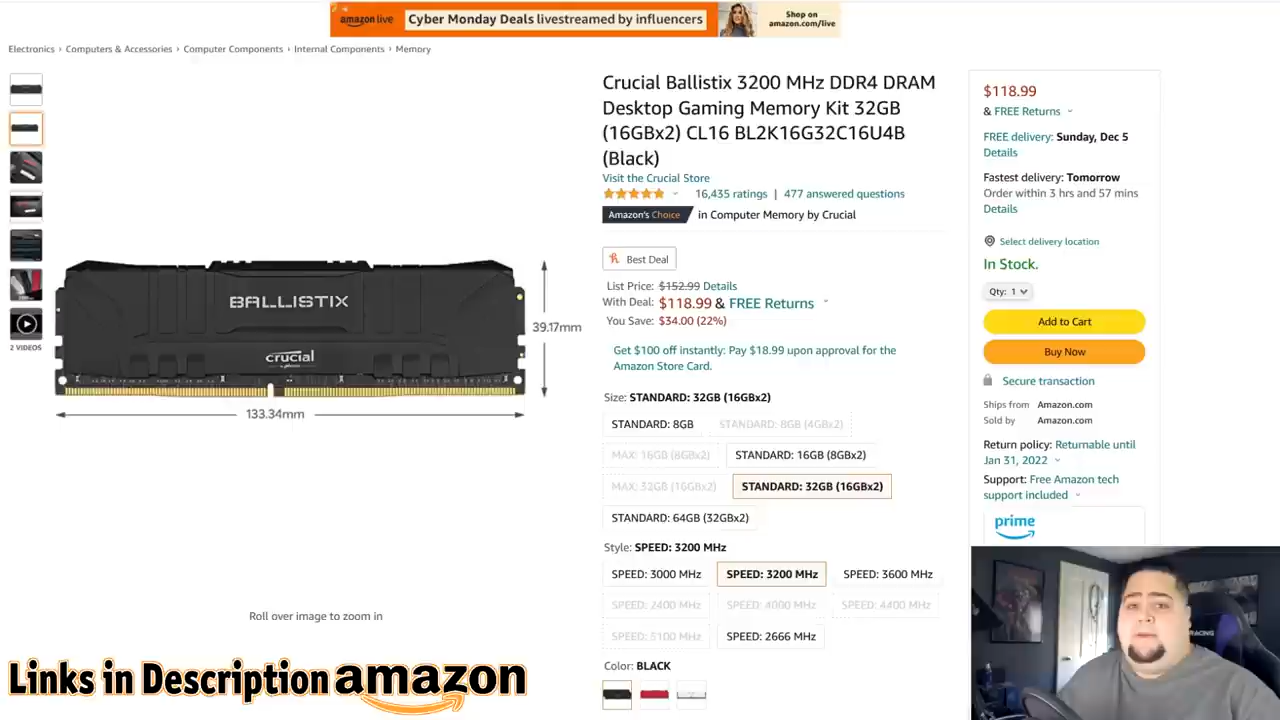 amazon live Cyber Monday Deals livestreamed by influencers Shop on
amazon.com/live
Electronics › Computers & Accessories › Computer Components › Internal Components › Memory
2 VIDEOS
BALLISTIX
crucial
39.17mm
133.34mm
Roll over image to zoom in
Crucial Ballistix 3200 MHz DDR4 DRAM
Desktop Gaming Memory Kit 32GB
(16GBx2) CL16 BL2K16G32C16U4B
(Black)
Visit the Crucial Store
16,435 ratings | 477 answered questions
Amazon's Choice in Computer Memory by Crucial
Best Deal
List Price: $152.99 Details
With Deal: $118.99 & FREE Returns
You Save: $34.00 (22%)
Get $100 off instantly: Pay $18.99 upon approval for the
Amazon Store Card.
Size: STANDARD: 32GB (16GBx2)
STANDARD: 8GB STANDARD: 8GB (4GBx2)
MAX: 16GB (8GBx2) STANDARD: 16GB (8GBx2)
MAX: 32GB (16GBx2) STANDARD: 32GB (16GBx2)
STANDARD: 64GB (32GBx2)
Style: SPEED: 3200 MHz
SPEED: 3000 MHz SPEED: 3200 MHz SPEED: 3600 MHz
SPEED: 2400 MHz SPEED: 4000 MHz SPEED: 4400 MHz
SPEED: 5100 MHz SPEED: 2666 MHz
Color: BLACK
$118.99
& FREE Returns
FREE delivery: Sunday, Dec 5
Details
Fastest delivery: Tomorrow
Order within 3 hrs and 57 mins
Details
Select delivery location
In Stock.
Qty: 1
Add to Cart
Buy Now
Secure transaction
Ships from Amazon.com
Sold by Amazon.com
Return policy: Returnable until
Jan 31, 2022
Support: Free Amazon tech
support included
prime
RACING
Links in Description amazon